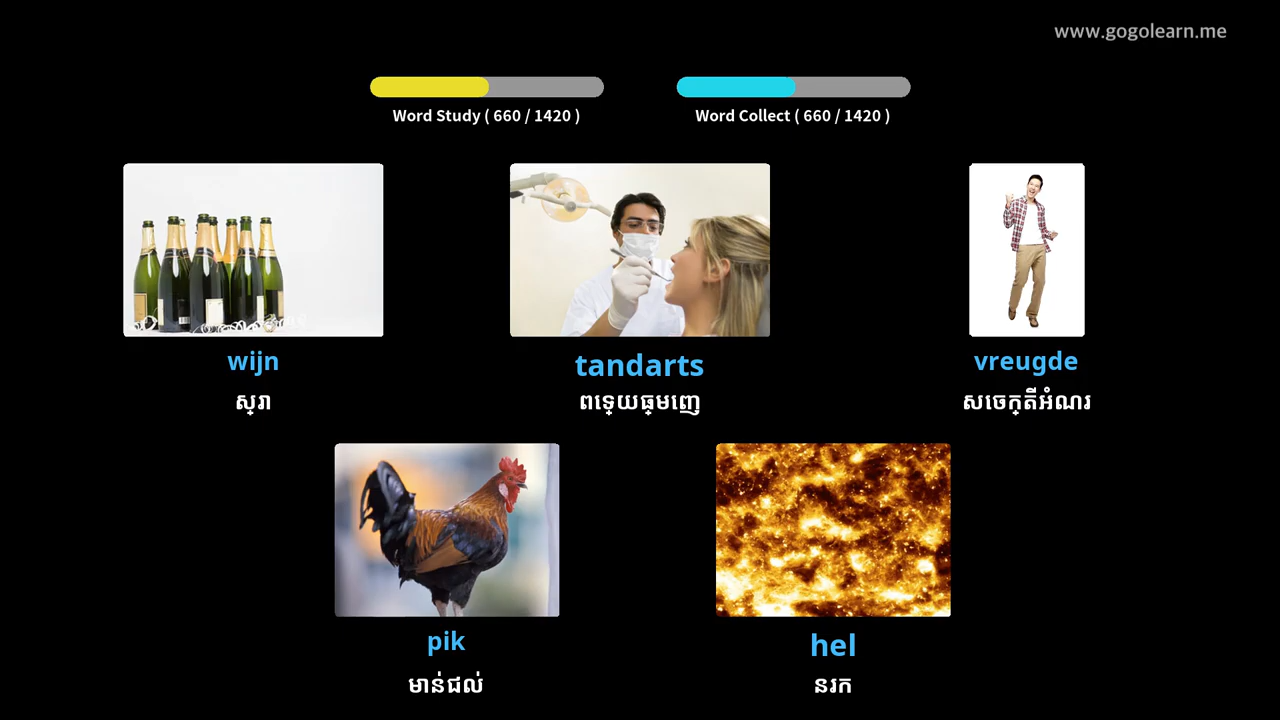 www.gogolearn.me
Word Study ( 660 / 1420 )
Word Collect ( 660 / 1420 )
wijn
tandarts
vreugde
ស្រា
ពេទ្យធ្មេញ
សេចក្តីអំណរ
pik
hel
មាន់ជល់
នរក